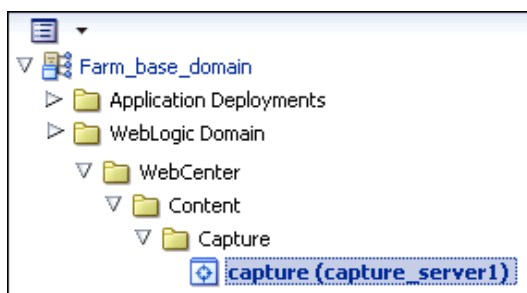 Farm_base_domain
Application Deployments
WebLogic Domain
WebCenter
Content
Capture
capture (capture_server1)